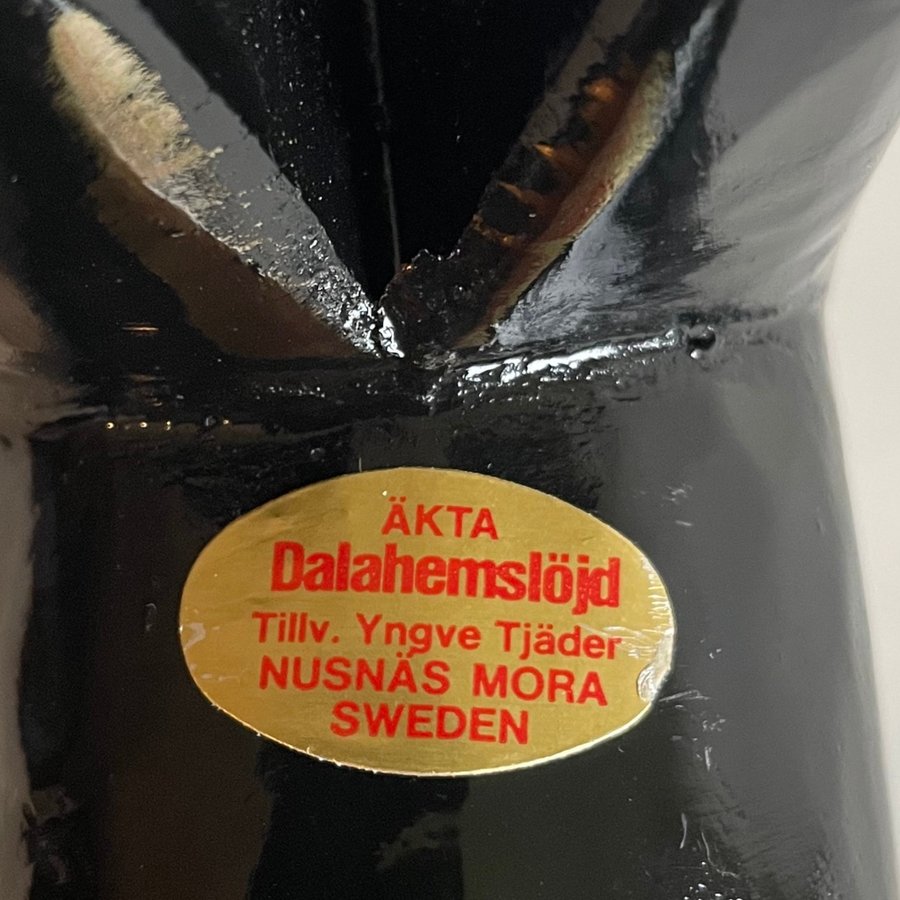 ÄKTA
Dalahemslöjd
Tillv. Yngve Tjäder
NUSNÄS MORA
SWEDEN